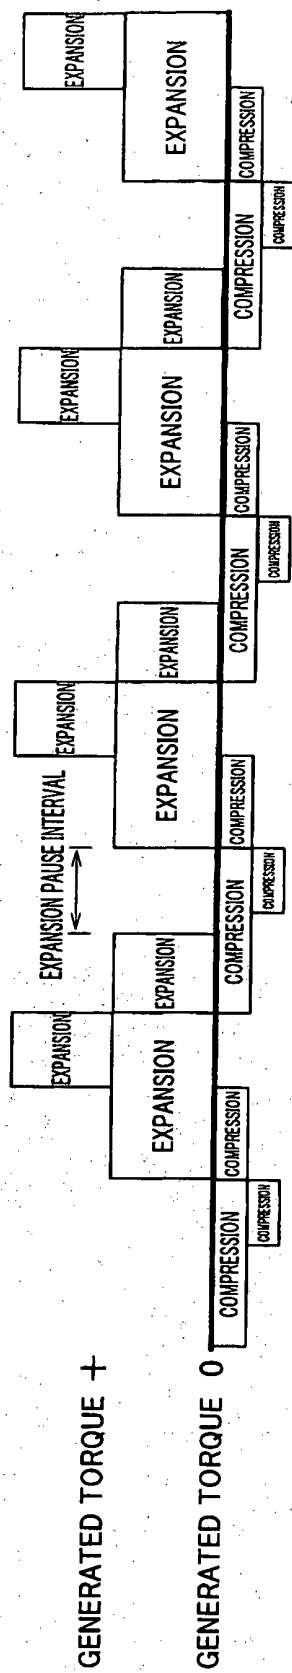 EXPANSION PAUSE INTERVAL
EXPANSION EXPANSION EXPANSION EXPANSION
GENERATED TORQUE +
EXPANSION EXPANSION EXPANSION EXPANSION EXPANSION EXPANSION EXPANSION
GENERATED TORQUE 0
COMPRESSION COMPRESSION COMPRESSION COMPRESSION COMPRESSION COMPRESSION COMPRESSION COMPRESSION
COMPRESSION COMPRESSION COMPRESSION COMPRESSION